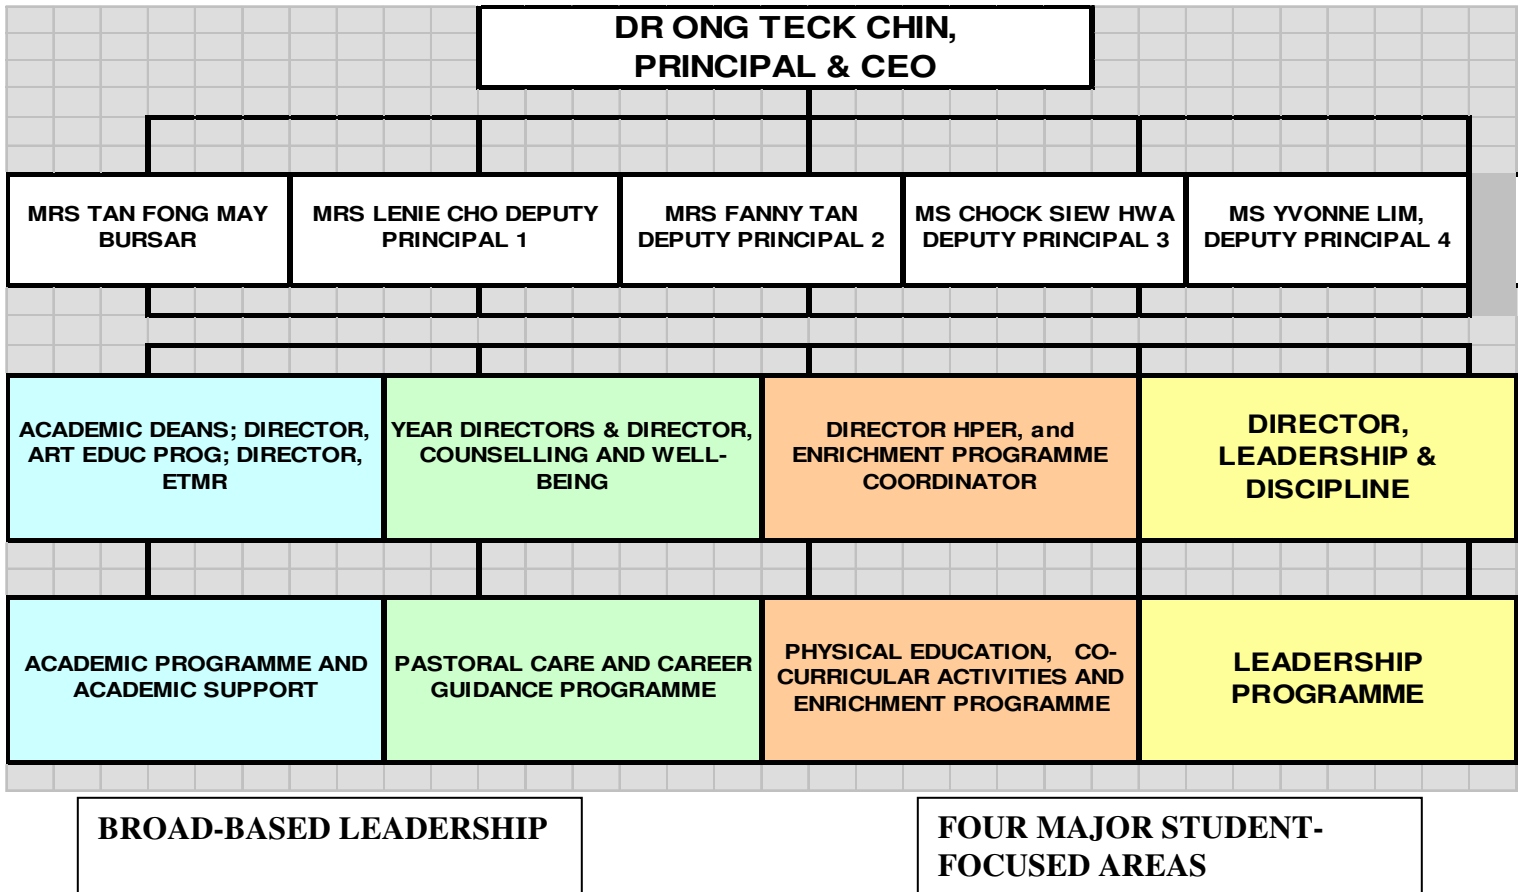 DR ONG TECK CHIN,
PRINCIPAL & CEO
MRS TAN FONG MAY
BURSAR
MRS LENIE CHO DEPUTY
PRINCIPAL 1
MRS FANNY TAN
DEPUTY PRINCIPAL 2
MS CHOCK SIEW HWA
DEPUTY PRINCIPAL 3
MS YVONNE LIM,
DEPUTY PRINCIPAL 4
ACADEMIC DEANS; DIRECTOR,
ART EDUC PROG; DIRECTOR,
ETMR
YEAR DIRECTORS & DIRECTOR,
COUNSELLING AND WELL-
BEING
DIRECTOR HPER, and
ENRICHMENT PROGRAMME
COORDINATOR
DIRECTOR,
LEADERSHIP &
DISCIPLINE
ACADEMIC PROGRAMME AND
ACADEMIC SUPPORT
PASTORAL CARE AND CAREER
GUIDANCE PROGRAMME
PHYSICAL EDUCATION, CO-
CURRICULAR ACTIVITIES AND
ENRICHMENT PROGRAMME
LEADERSHIP
PROGRAMME
BROAD-BASED LEADERSHIP
FOUR MAJOR STUDENT-
FOCUSED AREAS